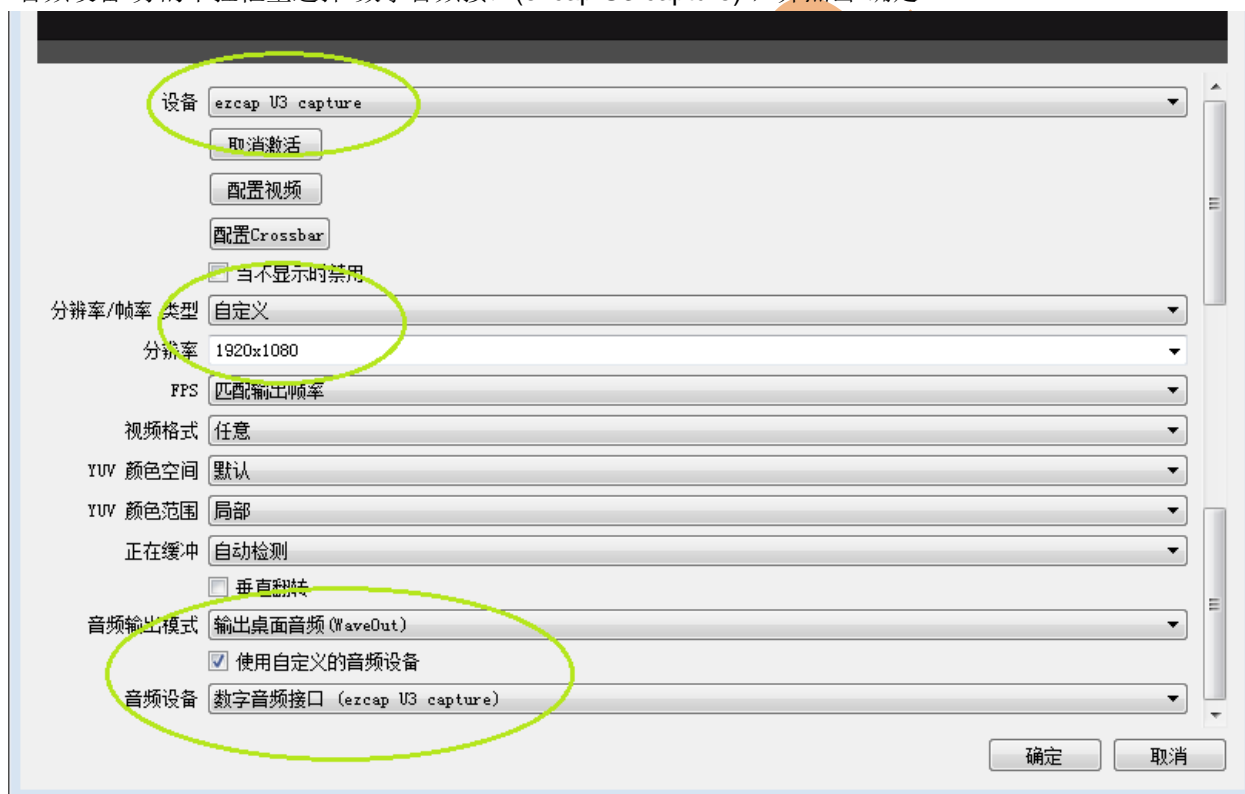 设备 ezcap U3 capture
取消激活
配置视频
配置Crossbar
当不显示时禁用
分辨率/帧率 类型 自定义
分辨率 1920x1080
FPS 匹配输出帧率
视频格式 任意
YUV 颜色空间 默认
YUV 颜色范围 局部
正在缓冲 自动检测
垂直翻转
音频输出模式 输出桌面音频(WaveOut)
使用自定义的音频设备
音频设备 数字音频接口 (ezcap U3 capture)
确定 取消